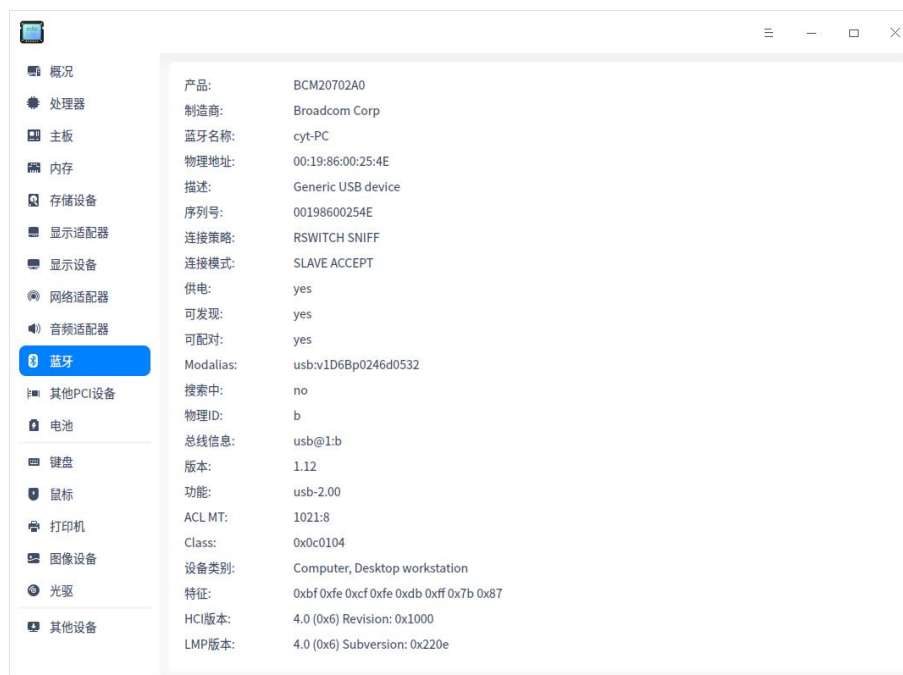 概况
处理器
主板
内存
存储设备
显示适配器
显示设备
网络适配器
音频适配器
蓝牙
其他PCI设备
电池
键盘
鼠标
打印机
图像设备
光驱
其他设备
产品: BCM20702A0
制造商: Broadcom Corp
蓝牙名称: cyt-PC
物理地址: 00:19:86:00:25:4E
描述: Generic USB device
序列号: 00198600254E
连接策略: RSWITCH SNIFF
连接模式: SLAVE ACCEPT
供电: yes
可发现: yes
可配对: yes
Modalias: usb:v1D6Bp0246d0532
搜索中: no
物理ID: b
总线信息: usb@1:b
版本: 1.12
功能: usb-2.00
ACL MT: 1021:8
Class: 0x0c0104
设备类别: Computer, Desktop workstation
特征: 0xbf 0xfe 0xcf 0xfe 0xdb 0xff 0x7b 0x87
HCI版本: 4.0 (0x6) Revision: 0x1000
LMP版本: 4.0 (0x6) Subversion: 0x220e